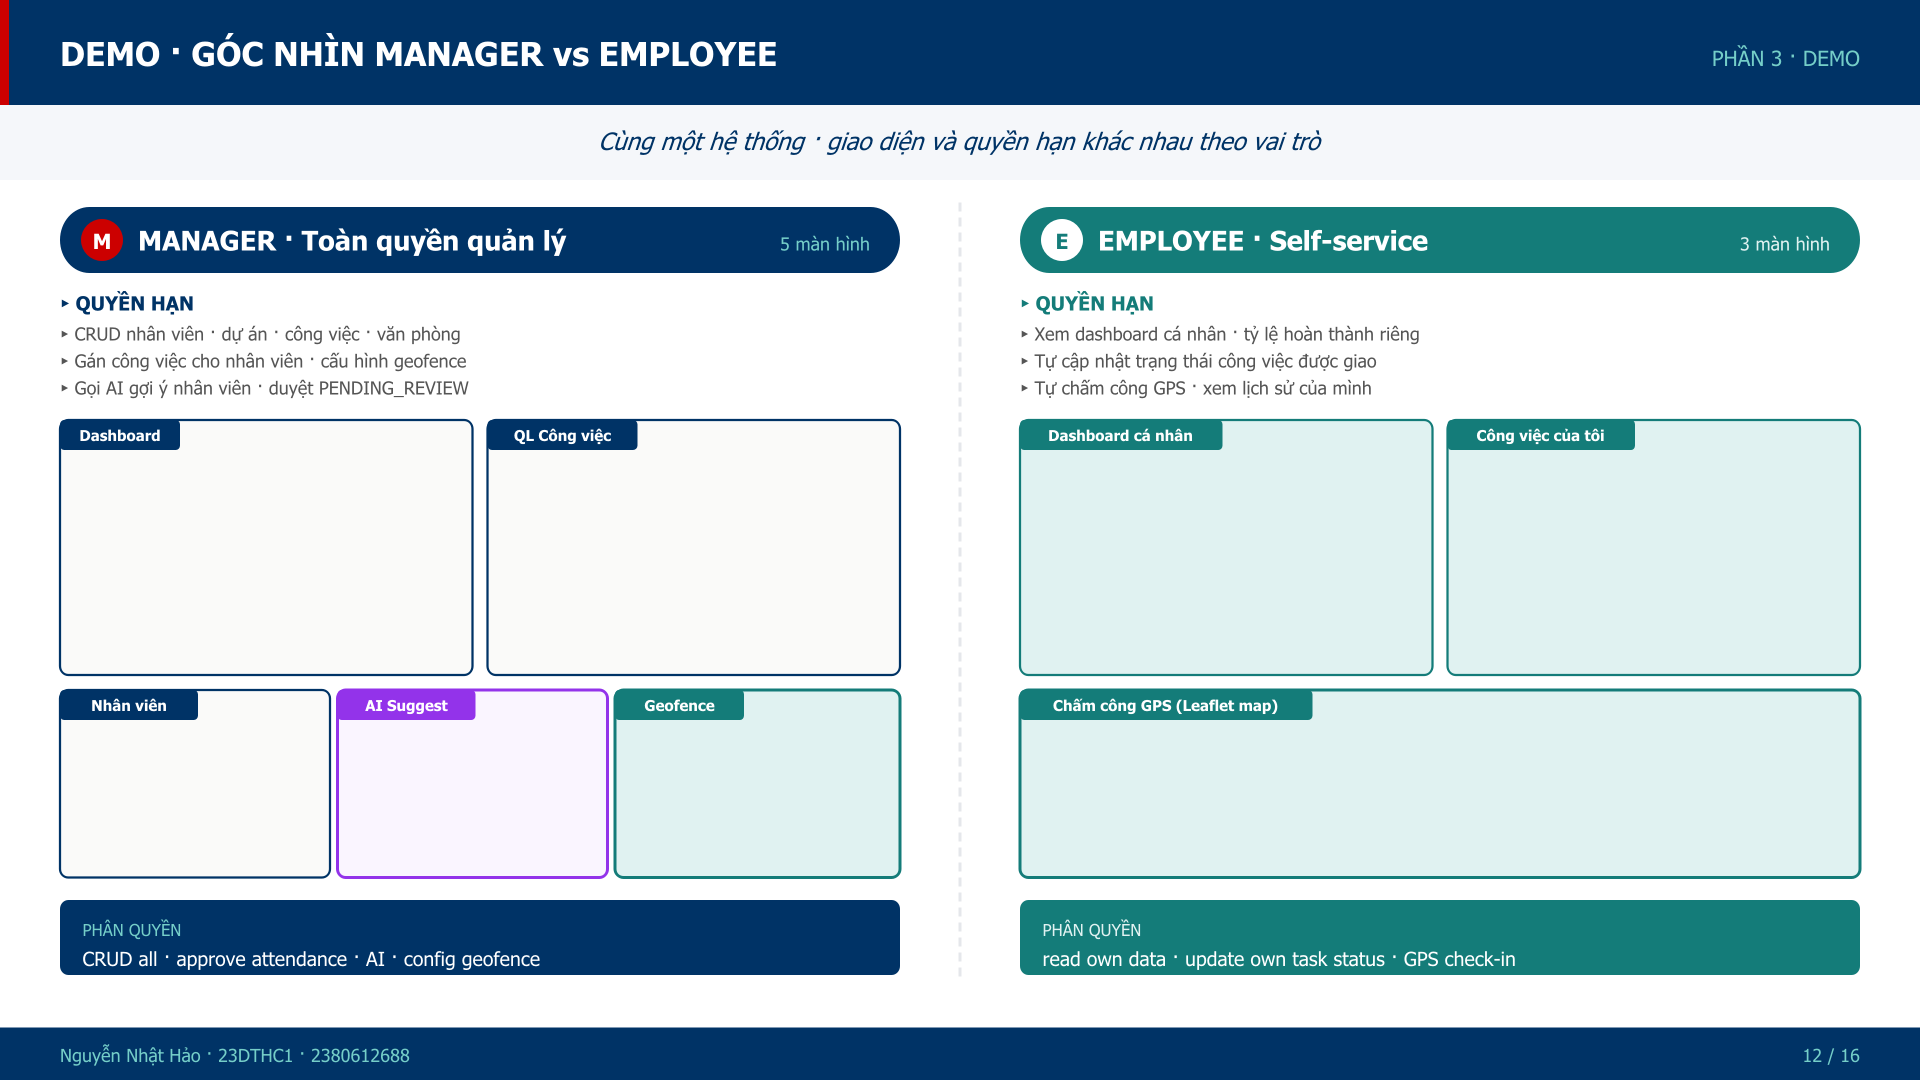 DEMO · GÓC NHÌN MANAGER vs EMPLOYEE
PHẦN 3 · DEMO
Cùng một hệ thống · giao diện và quyền hạn khác nhau theo vai trò
M
MANAGER · Toàn quyền quản lý
5 màn hình
▸ QUYỀN HẠN
▸ CRUD nhân viên · dự án · công việc · văn phòng
▸ Gán công việc cho nhân viên · cấu hình geofence
▸ Gọi AI gợi ý nhân viên · duyệt PENDING_REVIEW
Dashboard
QL Công việc
Nhân viên
AI Suggest
Geofence
PHÂN QUYỀN
CRUD all · approve attendance · AI · config geofence
E
EMPLOYEE · Self-service
3 màn hình
▸ QUYỀN HẠN
▸ Xem dashboard cá nhân · tỷ lệ hoàn thành riêng
▸ Tự cập nhật trạng thái công việc được giao
▸ Tự chấm công GPS · xem lịch sử của mình
Dashboard cá nhân
Công việc của tôi
Chấm công GPS (Leaflet map)
PHÂN QUYỀN
read own data · update own task status · GPS check-in
Nguyễn Nhật Hảo · 23DTHC1 · 2380612688
12 / 16